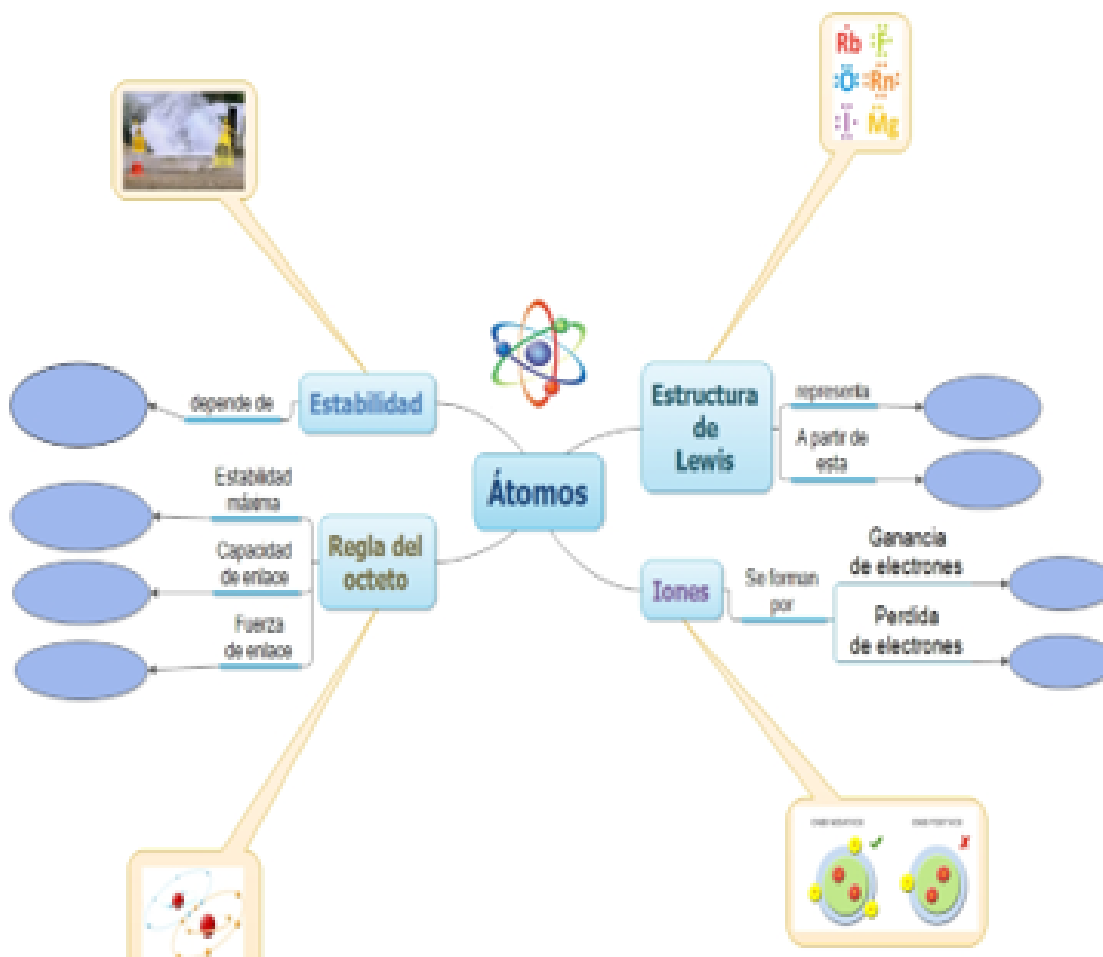 Rb F
O Rn
I Mg
Átomos
Estabilidad
depende de
Regla del
octeto
Estabilidad
máxima
Capacidad
de enlace
Fuerza
de enlace
Estructura
de
Lewis
representa
A partir de
esta
Iones
Se forman
por
Ganancia
de electrones
Perdida
de electrones